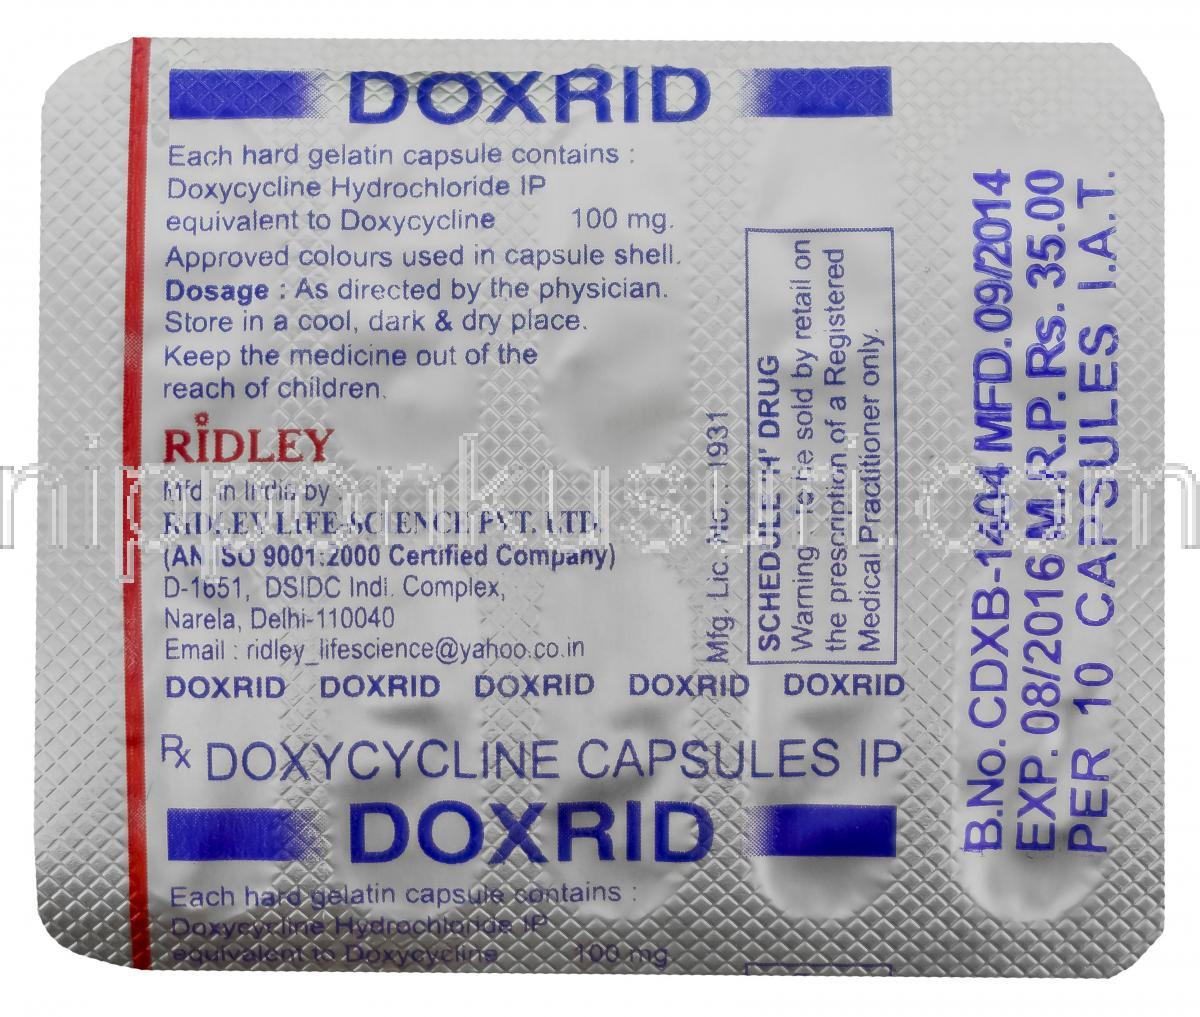 DOXRID
Each hard gelatin capsule contains :
Doxycycline Hydrochloride IP
equivalent to Doxycycline 100 mg.
Approved colours used in capsule shell.
Dosage : As directed by the physician.
Store in a cool, dark & dry place.
Keep the medicine out of the
reach of children.
RIDLEY
Mfd. in India by :
RIDLEY LIFE-SCIENCE PVT. LTD.
(AN ISO 9001:2000 Certified Company)
D-1651, DSIDC Indl. Complex,
Narela, Delhi-110040
Email : ridley_lifescience@yahoo.co.in
Mfg. Lic. No. : 1931
SCHEDULE 'H' DRUG
Warning : To be sold by retail on
the prescription of a Registered
Medical Practitioner only.
B.No. CDXB-1404 MFD. 09/2014
EXP. 08/2016 M.R.P. Rs. 35.00
PER 10 CAPSULES I.A.T.
DOXRID DOXRID DOXRID DOXRID DOXRID
Rx DOXYCYCLINE CAPSULES IP
DOXRID
Each hard gelatin capsule contains :
Doxycycline Hydrochloride IP
equivalent to Doxycycline 100 mg.